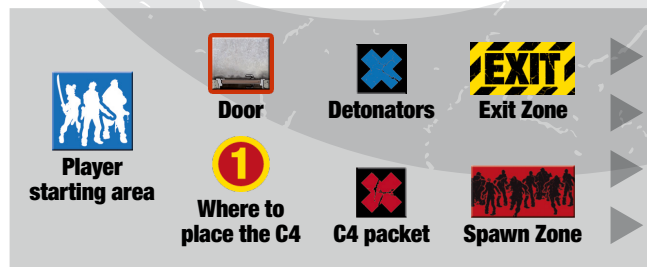 Player
starting area
Door
1
Where to
place the C4
Detonators
C4 packet
EXIT
Exit Zone
Spawn Zone